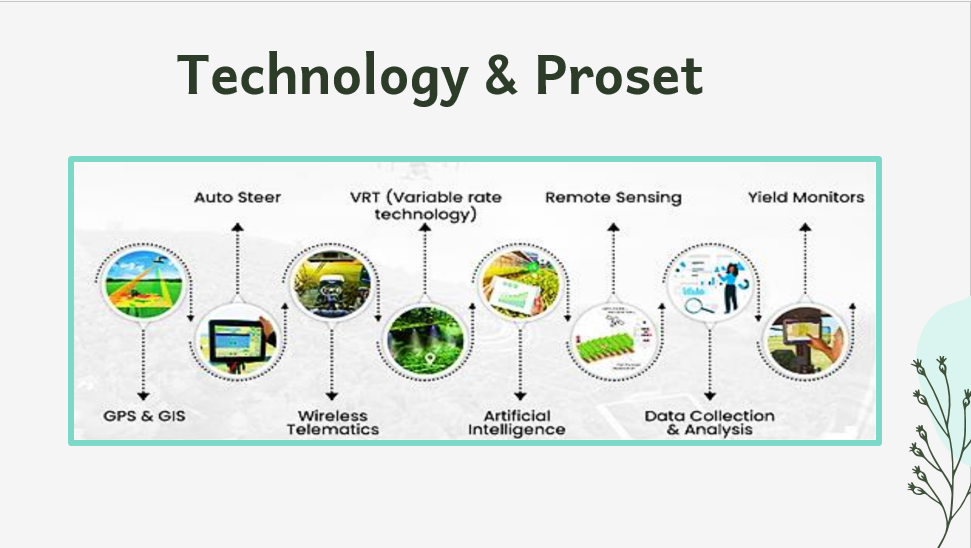 Technology & Proset
Auto Steer
VRT (Variable rate
technology)
Remote Sensing
Yield Monitors
GPS & GIS
Wireless
Telematics
Artificial
Intelligence
Data Collection
& Analysis